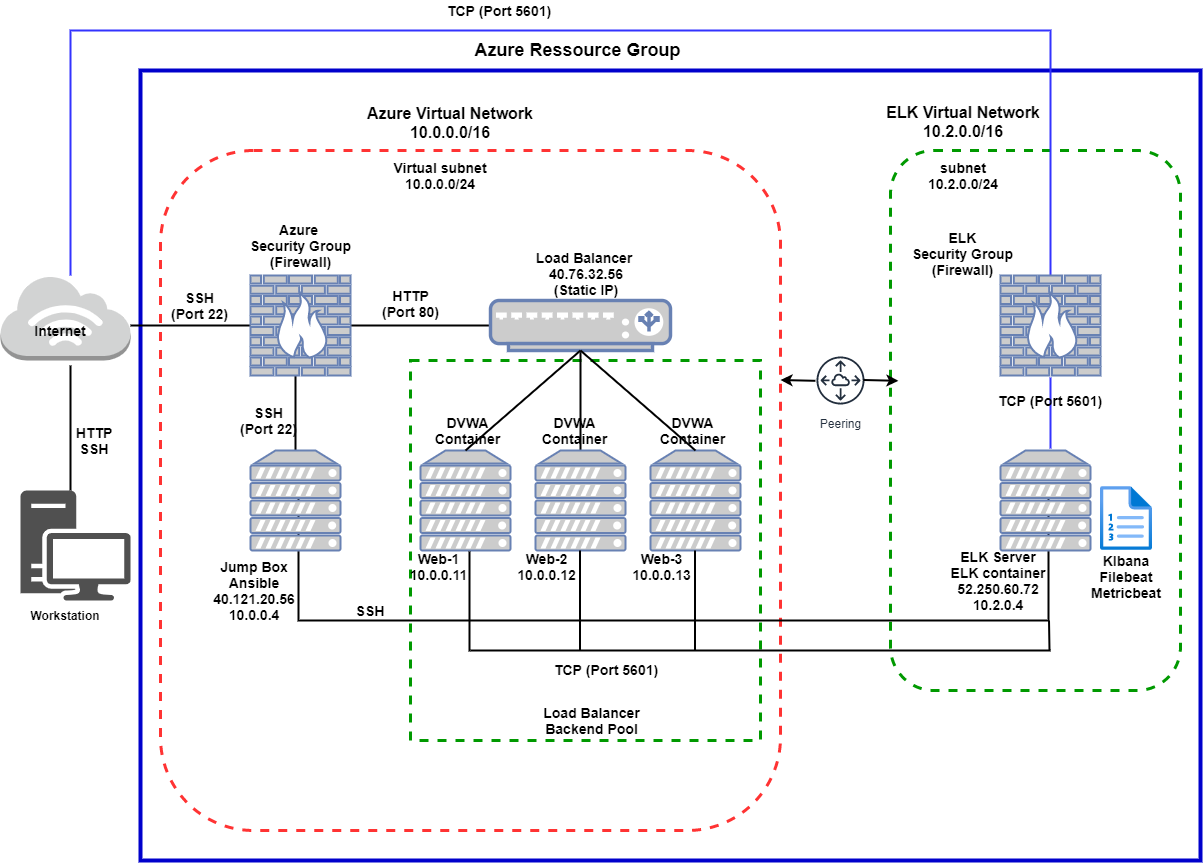 TCP (Port 5601)
Azure Ressource Group
Azure Virtual Network
10.0.0.0/16
ELK Virtual Network
10.2.0.0/16
Virtual subnet
10.0.0.0/24
subnet
10.2.0.0/24
Azure
Security Group
(Firewall)
Load Balancer
40.76.32.56
(Static IP)
ELK
Security Group
(Firewall)
SSH
(Port 22)
HTTP
(Port 80)
Internet
HTTP
SSH
SSH
(Port 22)
DVWA
Container
DVWA
Container
DVWA
Container
Peering
TCP (Port 5601)
1
2
3
Workstation
Jump Box
Ansible
40.121.20.56
10.0.0.4
Web-1
10.0.0.11
Web-2
10.0.0.12
Web-3
10.0.0.13
ELK Server
ELK container
52.250.60.72
10.2.0.4
Kibana
Filebeat
Metricbeat
SSH
TCP (Port 5601)
Load Balancer
Backend Pool